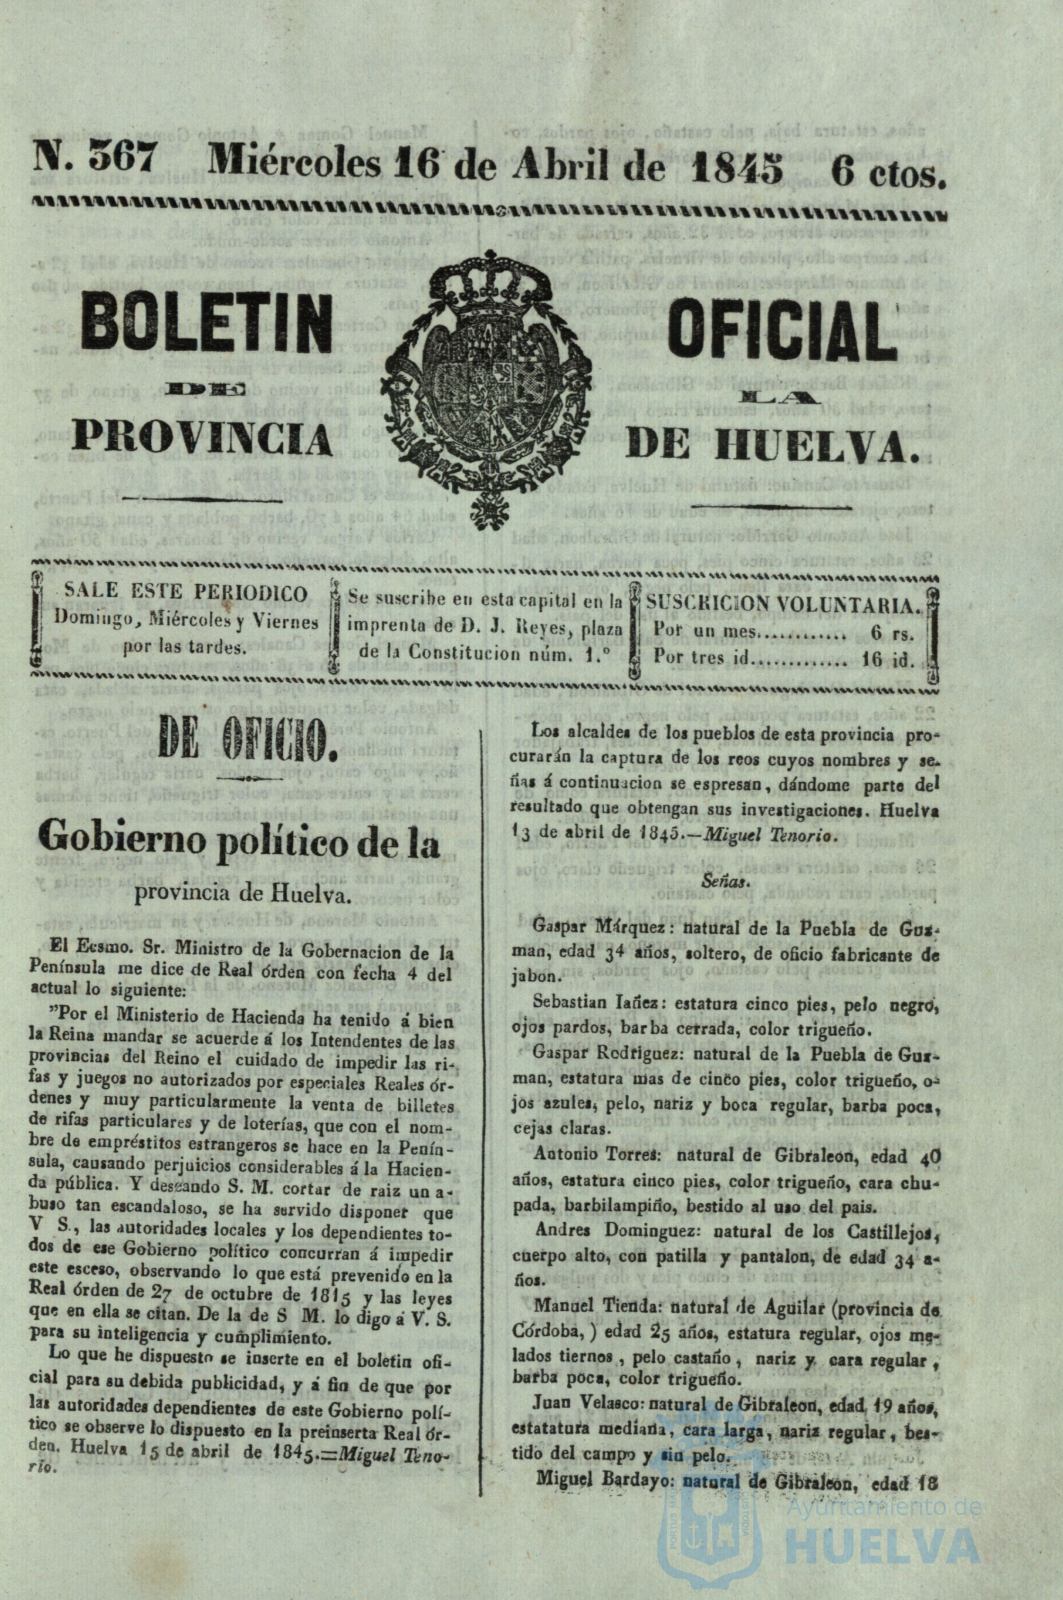 N. 367 Miércoles 16 de Abril de 1845 6 ctos.
BOLETIN OFICIAL
DE LA
PROVINCIA DE HUELVA.
SALE ESTE PERIODICO
Domingo, Miércoles y Viernes
por las tardes.
Se suscribe en esta capital en la
imprenta de D. J. Reyes, plaza
de la Constitucion núm. 1.º
SUSCRICION VOLUNTARIA.
Por un mes............ 6 rs.
Por tres id............. 16 id.
DE OFICIO.
Gobierno político de la
provincia de Huelva.
El Ecsmo. Sr. Ministro de la Gobernacion de la
Península me dice de Real órden con fecha 4 del
actual lo siguiente:
"Por el Ministerio de Hacienda ha tenido á bien
la Reina mandar se acuerde á los Intendentes de las
provincias del Reino el cuidado de impedir las ri-
fas y juegos no autorizados por especiales Reales ór-
denes y muy particularmente la venta de billetes
de rifas particulares y de loterías, que con el nom-
bre de empréstitos estrangeros se hace en la Penín-
sula, causando perjuicios considerables á la Hacien-
da pública. Y deseando S. M. cortar de raiz un a-
buso tan escandaloso, se ha survido disponer que
V S., las autoridades locales y los dependientes to-
dos de ese Gobierno político concurran á impedir
este esceso, observando lo que está prevenido en la
Real órden de 27 de octubre de 1815 y las leyes
que en ella se citan. De la de S M. lo digo á V. S.
para su inteligencia y cumplimiento.
Lo que he dispuesto se inserte en el boletin ofi-
cial para su debida publicidad, y á fin de que por
las autoridades dependientes de este Gobierno polí-
tico se observe lo dispuesto en la preinserta Real ór-
den. Huelva 15 de abril de 1845.=Miguel Teno-
rio.
Los alcaldes de los pueblos de esta provincia pro-
curarán la captura de los reos cuyos nombres y se-
ñas á continuacion se espresan, dándome parte del
resultado que obtengan sus investigaciones. Huelva
13 de abril de 1845.—Miguel Tenorio.
Señas.
Gaspar Márquez: natural de la Puebla de Guz-
man, edad 34 años, soltero, de oficio fabricante de
jabon.
Sebastian Iañez: estatura cinco pies, pelo negro,
ojos pardos, barba cerrada, color trigueño.
Gaspar Rodriguez: natural de la Puebla de Guz-
man, estatura mas de cinco pies, color trigueño, o-
jos azules, pelo, nariz y boca regular, barba poca,
cejas claras.
Antonio Torres: natural de Gibraleon, edad 40
años, estatura cinco pies, color trigueño, cara chu-
pada, barbilampiño, bestido al uso del pais.
Andres Dominguez: natural de los Castillejos,
cuerpo alto, con patilla y pantalon, de edad 34 a-
ños.
Manuel Tienda: natural de Aguilar (provincia de
Córdoba,) edad 25 años, estatura regular, ojos me-
lados tiernos, pelo castaño, nariz y cara regular,
barba poca, color trigueño.
Juan Velasco: natural de Gibraleon, edad 19 años,
estatatura mediana, cara larga, nariz regular, bes-
tido del campo y sin pelo.
Miguel Bardayo: natural de Gibraleon, edad 18
Ayuntamiento de
HUELVA